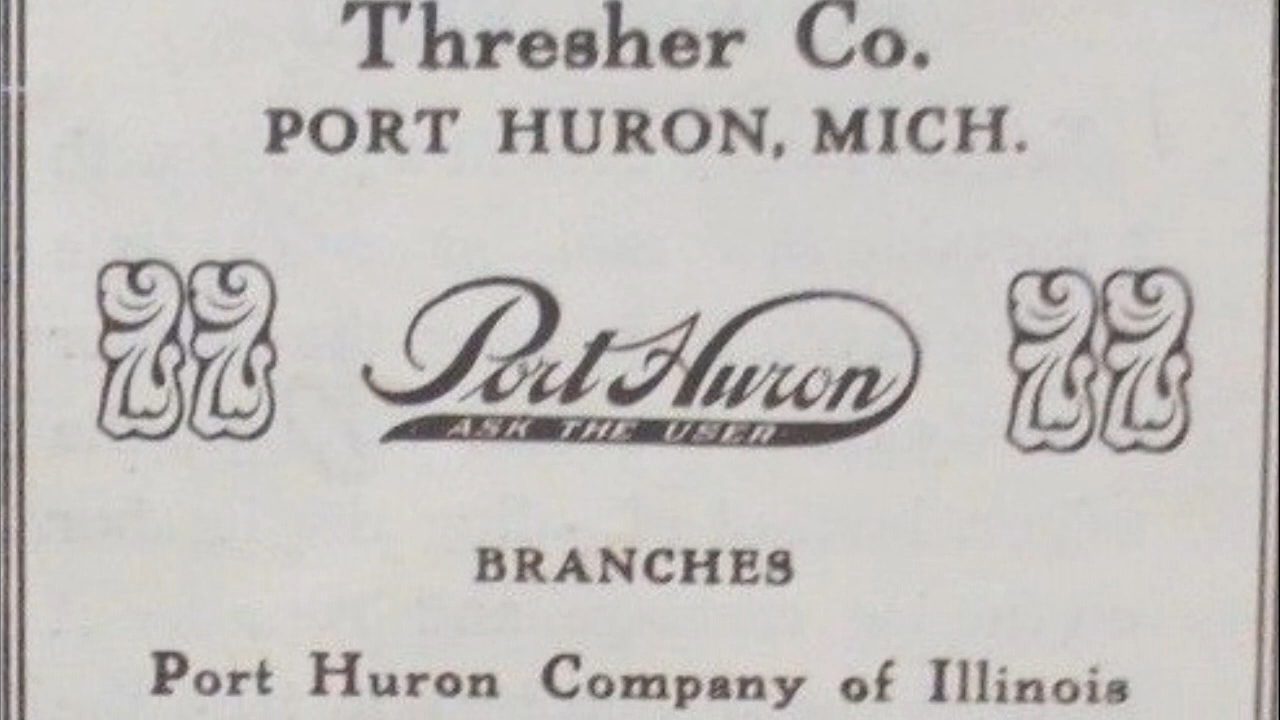 Thresher Co.
PORT HURON, MICH.
Port Huron
ASK THE USER
BRANCHES
Port Huron Company of Illinois